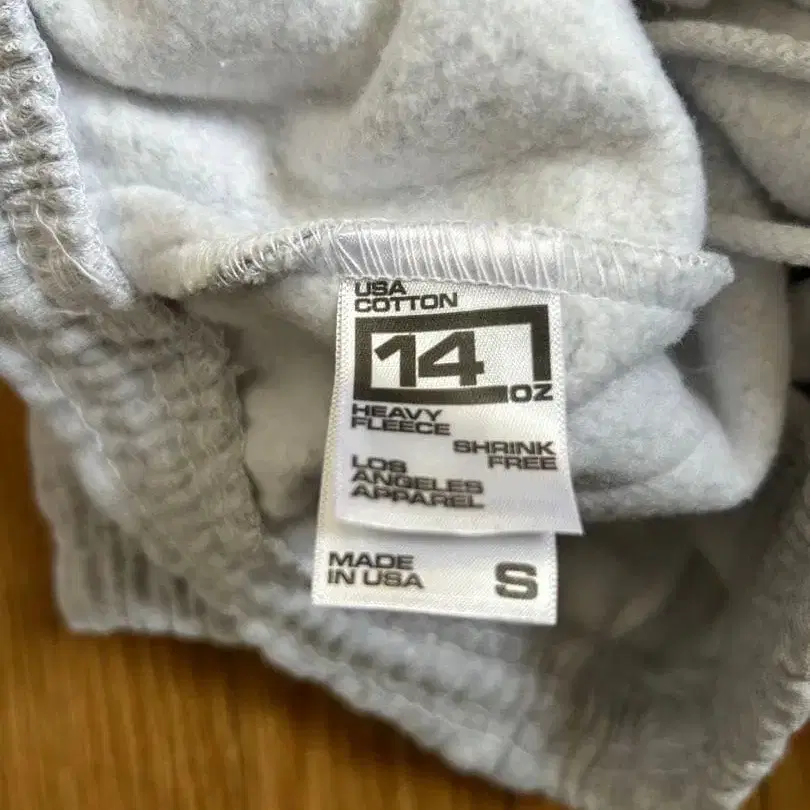 USA
COTTON
14
OZ
HEAVY
FLEECE
SHRINK
FREE
LOS
ANGELES
APPAREL
MADE
IN USA
S